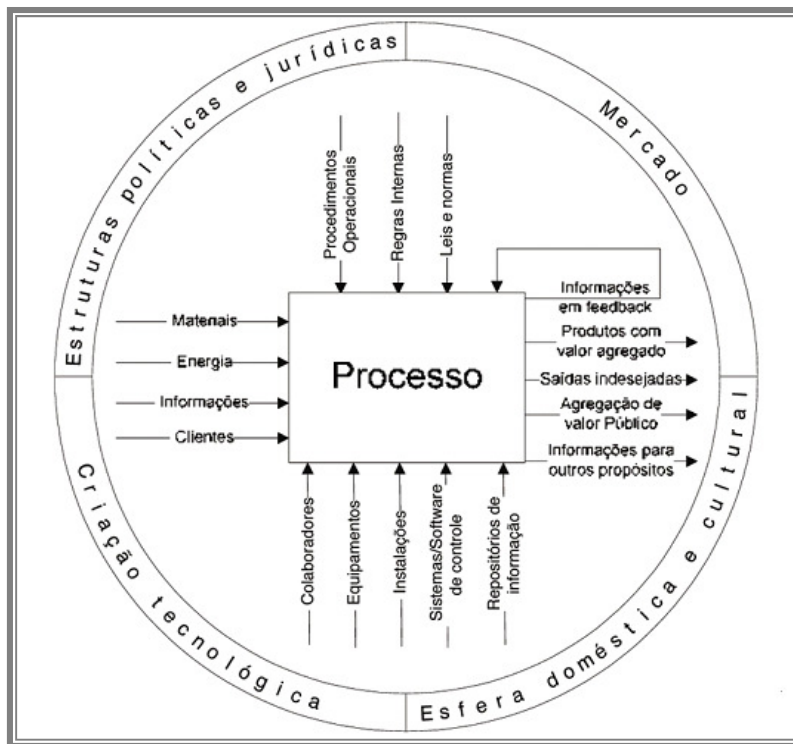 Estruturas políticas e jurídicas
Mercado
Procedimentos
Operacionais
Regras Internas
Leis e normas
Informações
em feedback
Materiais
Energia
Informações
Clientes
Processo
Produtos com
valor agregado
Saídas indesejadas
Agregação de
valor Público
Informações para
outros propósitos
Colaboradores
Equipamentos
Instalações
Sistemas/Software
de controle
Repositórios de
informação
Criação tecnológica
Esfera doméstica e cultural